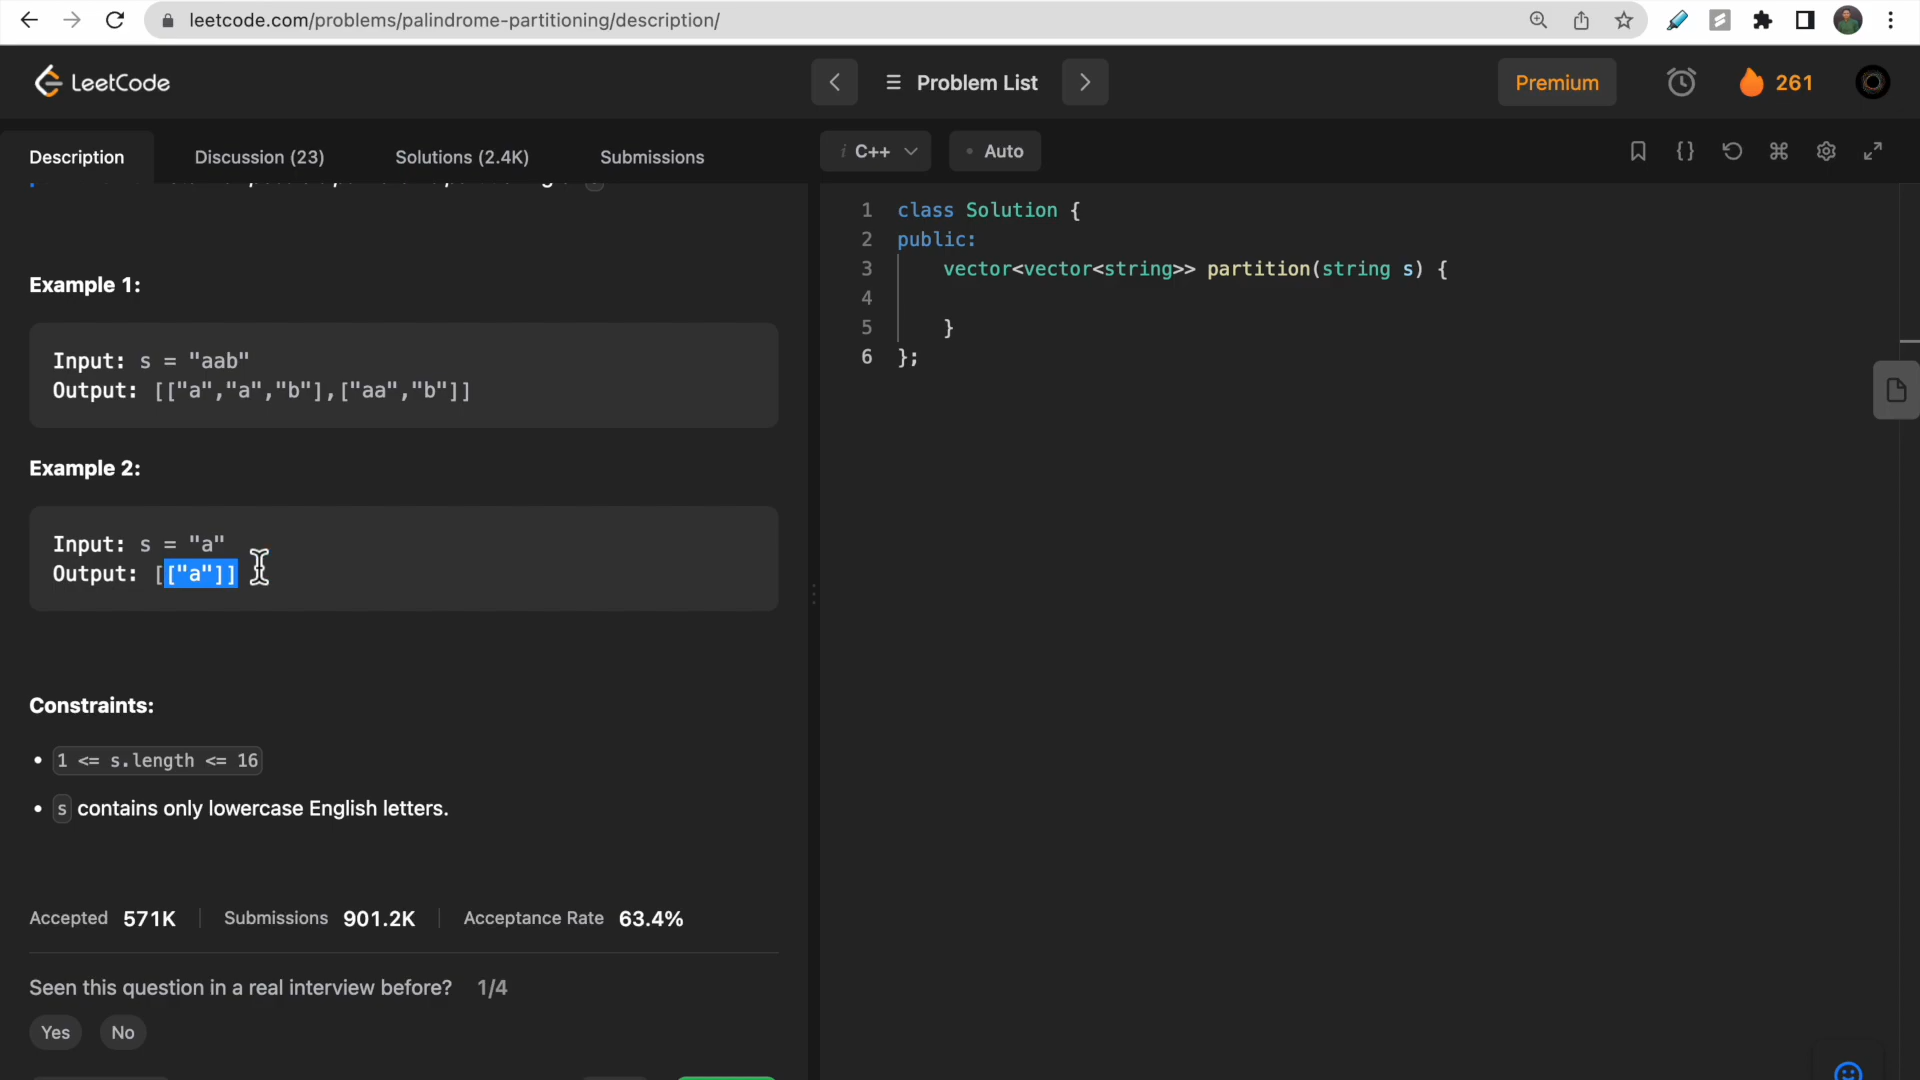 leetcode.com/problems/palindrome-partitioning/description/
LeetCode
Problem List
Premium
261
Description
Discussion (23)
Solutions (2.4K)
Submissions
i C++
• Auto
Example 1:
Input: s = "aab"
Output: [["a","a","b"],["aa","b"]]
Example 2:
Input: s = "a"
Output: [["a"]]
Constraints:
• 1 <= s.length <= 16
• s contains only lowercase English letters.
Accepted 571K | Submissions 901.2K | Acceptance Rate 63.4%
Seen this question in a real interview before? 1/4
Yes No
1 class Solution {
2 public:
3 vector<vector<string>> partition(string s) {
4
5 }
6 };